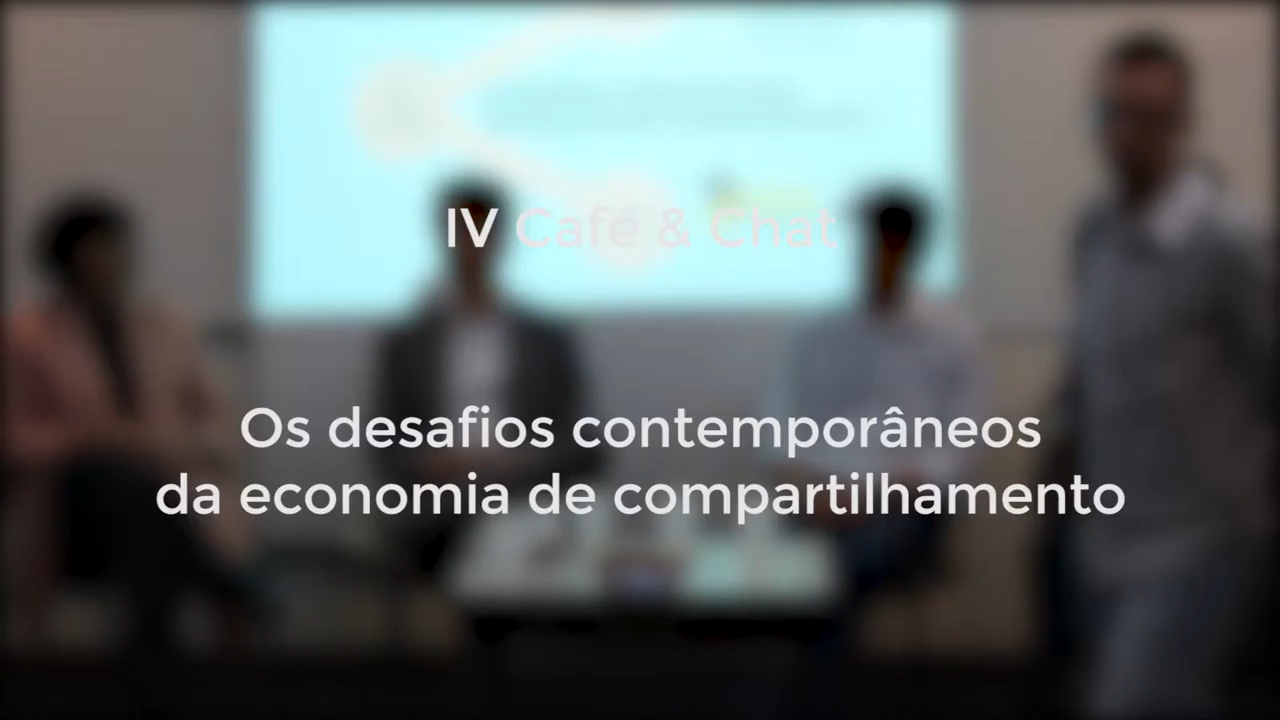 IV Café & Chat
Os desafios contemporâneos
da economia de compartilhamento